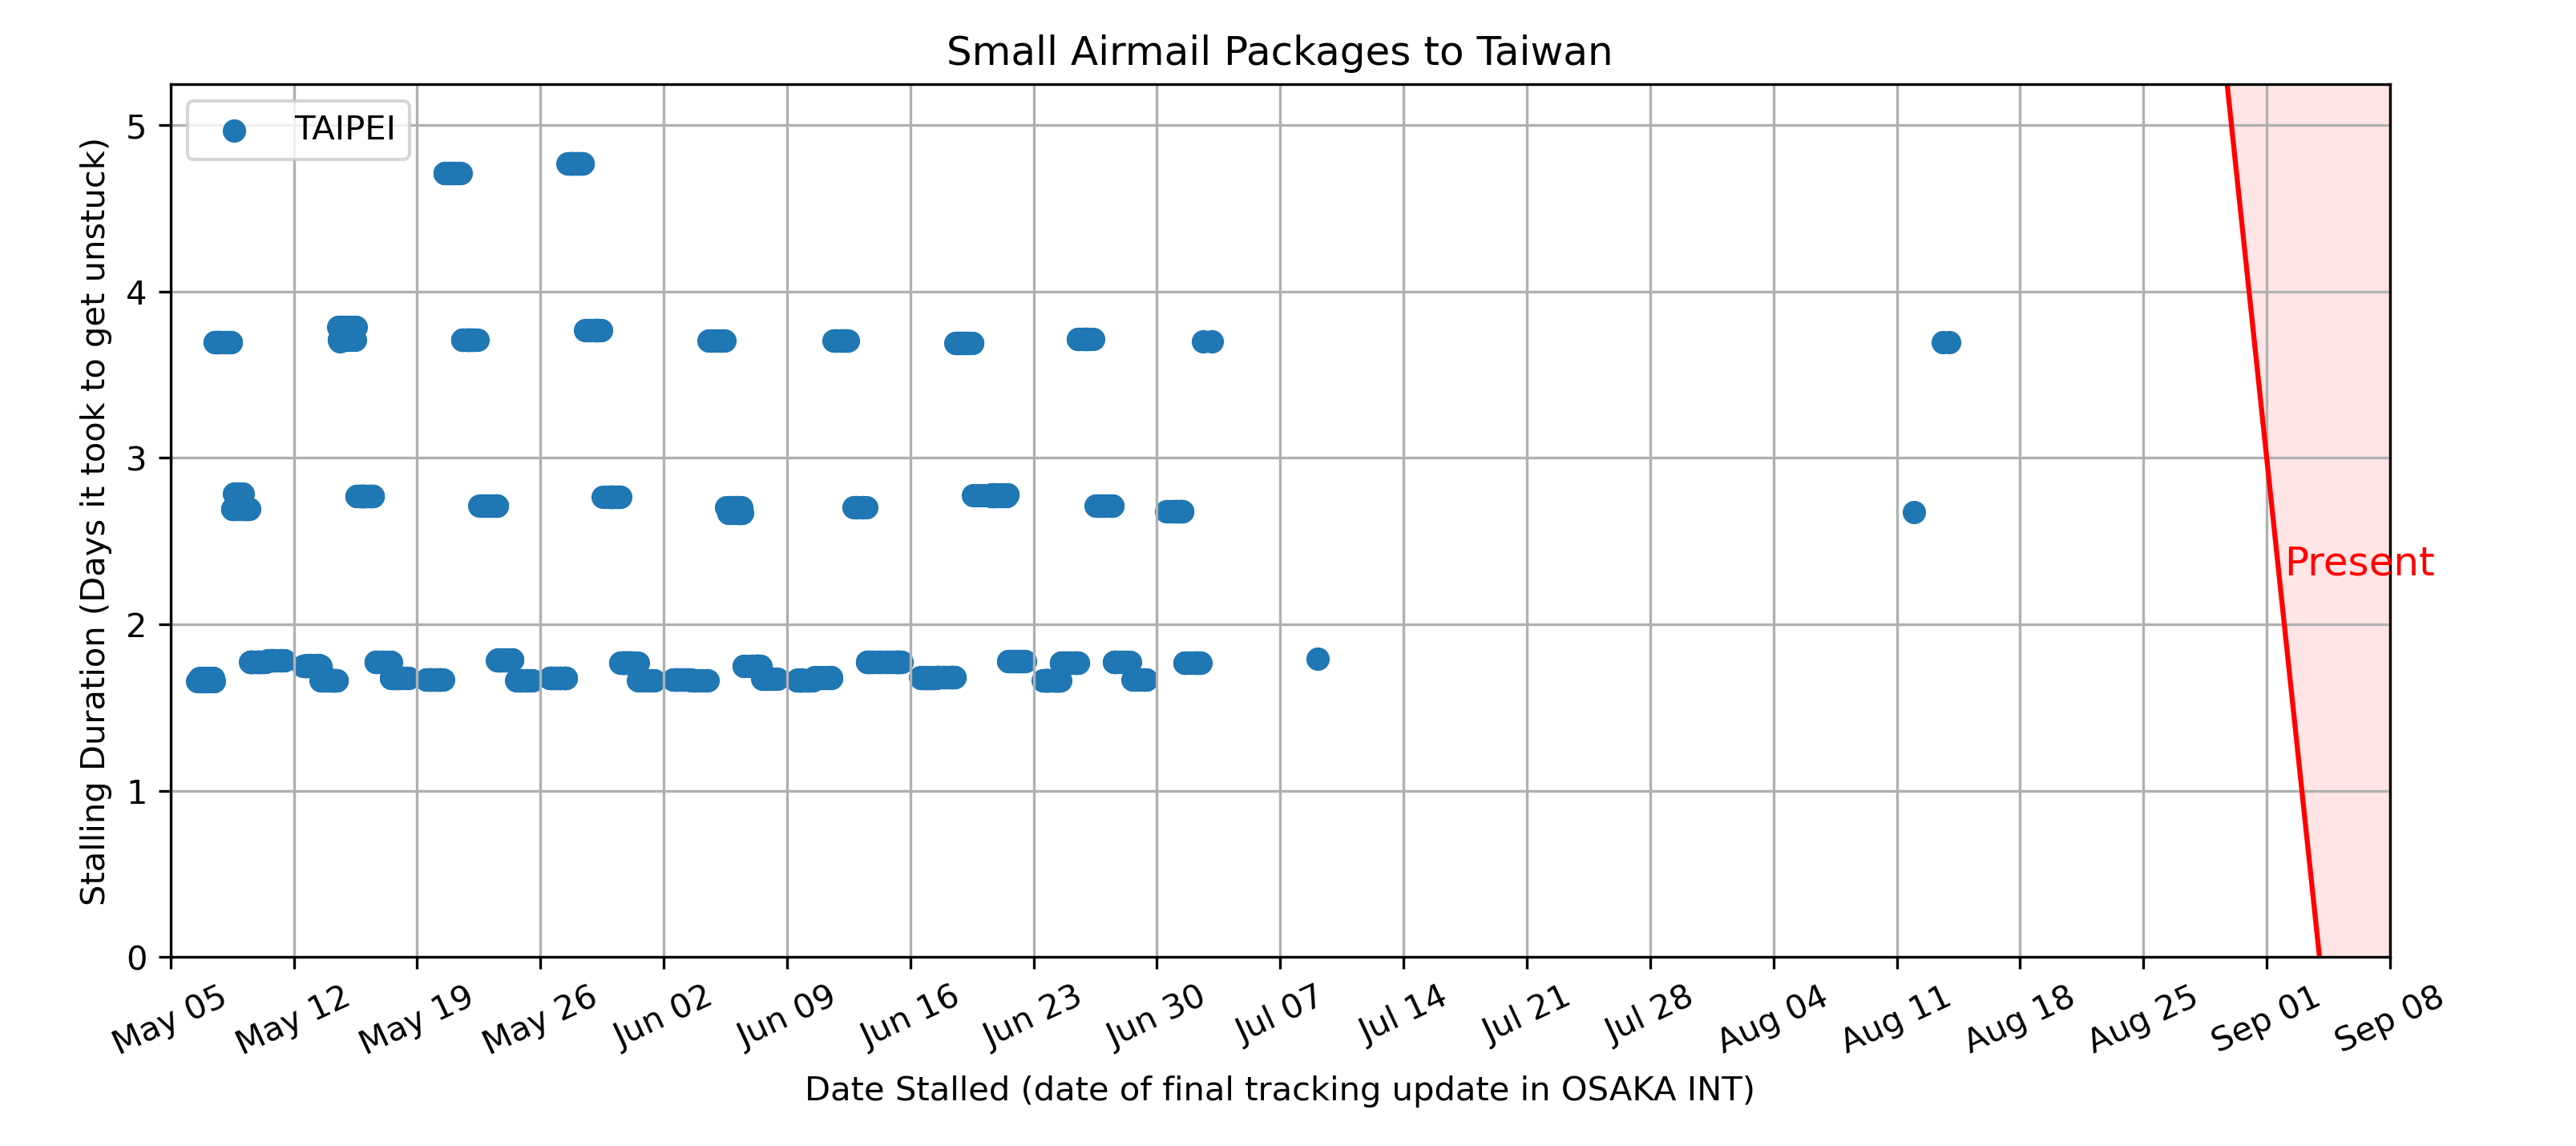 Small Airmail Packages to Taiwan
TAIPEI
Stalling Duration (Days it took to get unstuck)
5
4
3
2
1
0
Present
May 05
May 12
May 19
May 26
Jun 02
Jun 09
Jun 16
Jun 23
Jun 30
Jul 07
Jul 14
Jul 21
Jul 28
Aug 04
Aug 11
Aug 18
Aug 25
Sep 01
Sep 08
Date Stalled (date of final tracking update in OSAKA INT)